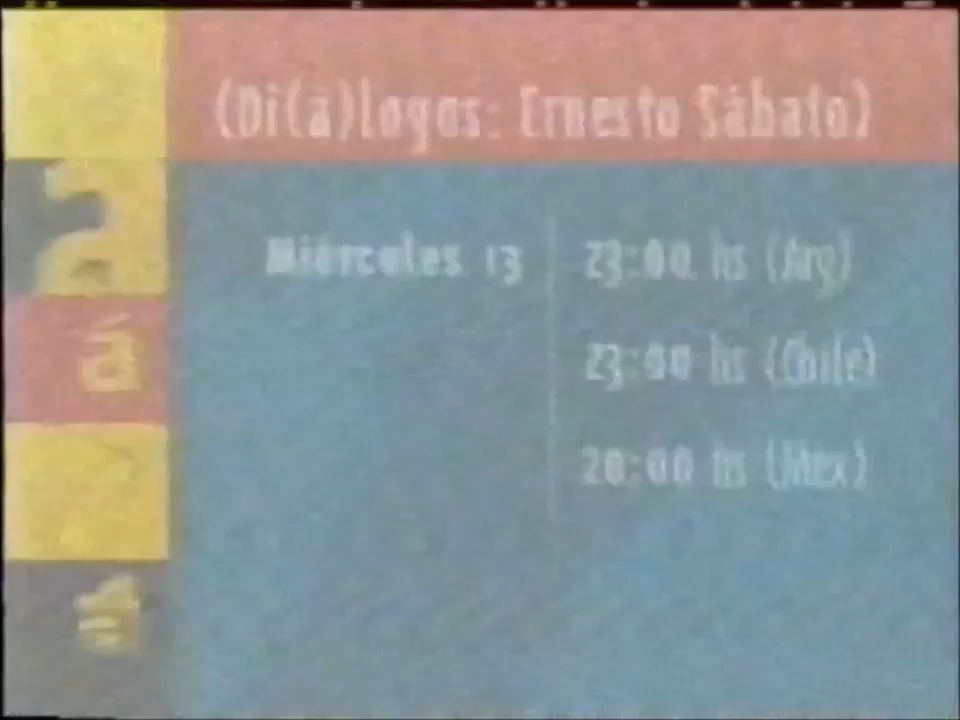 (Di(á)logos: Ernesto Sábato)
Miércoles 13
23:00 hs (Arg)
23:00 hs (Chile)
20:00 hs (Mex)
á